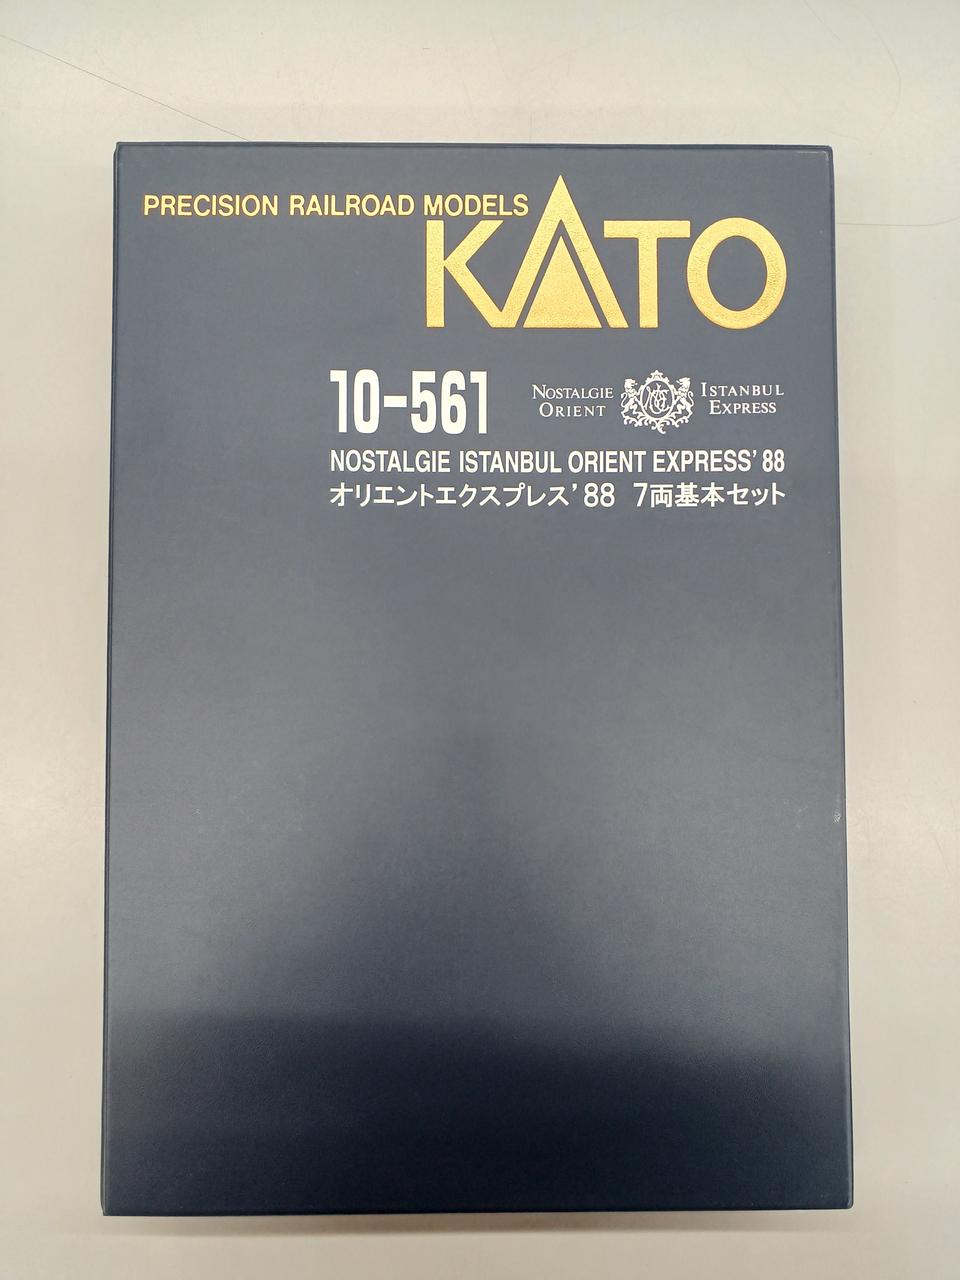 PRECISION RAILROAD MODELS
KATO
10-561
NOSTALGIE ISTANBUL
ORIENT EXPRESS
NOSTALGIE ISTANBUL ORIENT EXPRESS'88
オリエントエクスプレス'88 7両基本セット